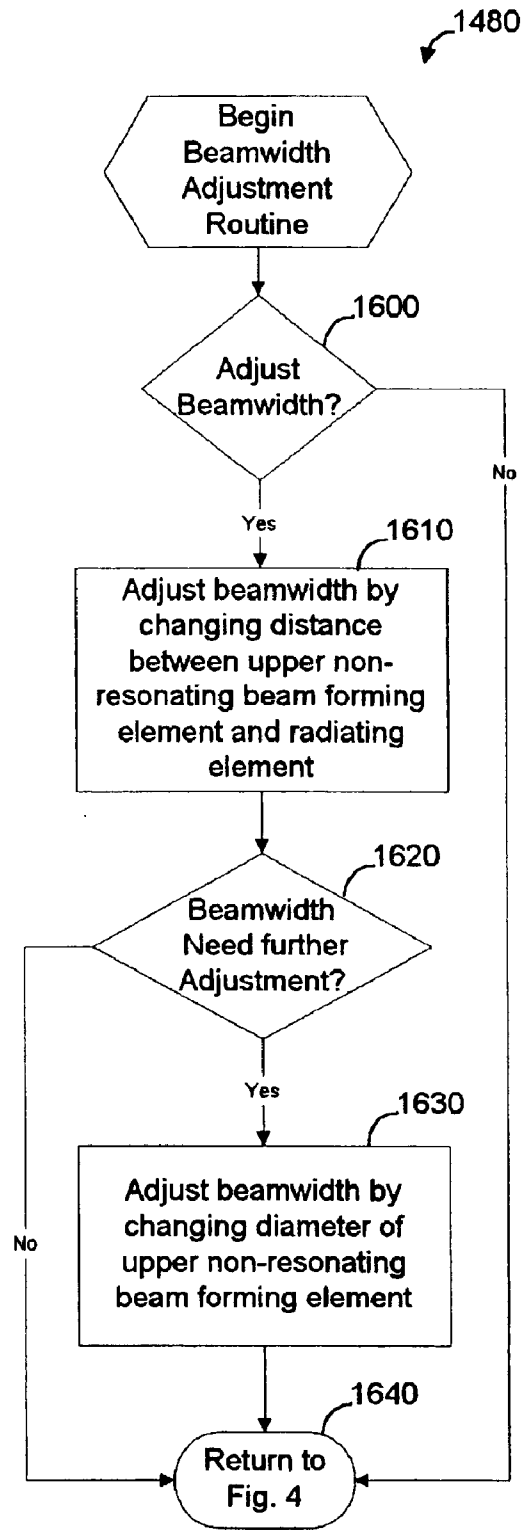 1480
Begin
Beamwidth
Adjustment
Routine
1600
Adjust
Beamwidth?
No
Yes
1610
Adjust beamwidth by
changing distance
between upper non-
resonating beam forming
element and radiating
element
1620
Beamwidth
Need further
Adjustment?
Yes
1630
Adjust beamwidth by
changing diameter of
upper non-resonating
beam forming element
No
1640
Return to
Fig. 4